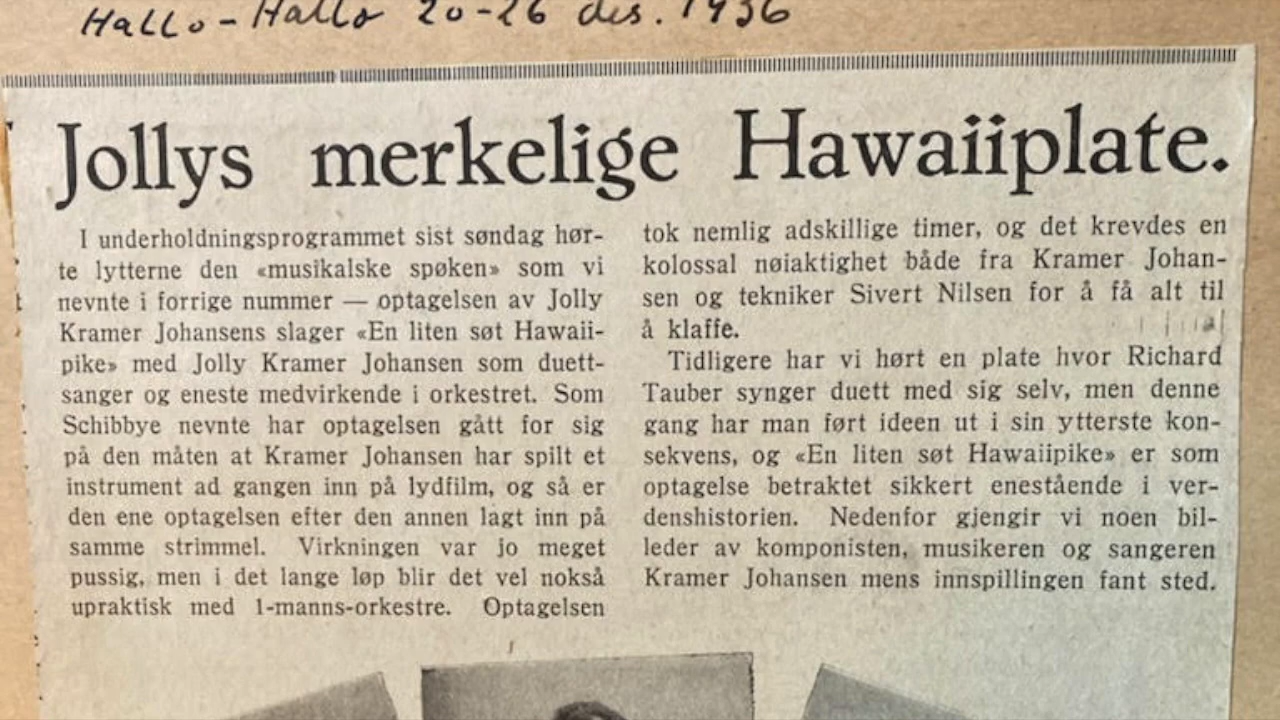 Hallo-Hallo 20-26 des. 1936
Jollys merkelige Hawaiiplate.
I underholdningsprogrammet sist søndag hør-
te lytterne den «musikalske spøken» som vi
nevnte i forrige nummer — optagelsen av Jolly
Kramer Johansens slager «En liten søt Hawaii-
pike» med Jolly Kramer Johansen som duett-
sanger og eneste medvirkende i orkestret. Som
Schibbye nevnte har optagelsen gått for sig
på den måten at Kramer Johansen har spilt et
instrument ad gangen inn på lydfilm, og så er
den ene optagelsen efter den annen lagt inn på
samme strimmel. Virkningen var jo meget
pussig, men i det lange løp blir det vel nokså
upraktisk med 1-manns-orkestre. Optagelsen
tok nemlig adskillige timer, og det krevdes en
kolossal nøiaktighet både fra Kramer Johan-
sen og tekniker Sivert Nilsen for å få alt til
å klaffe.
Tidligere har vi hørt en plate hvor Richard
Tauber synger duett med sig selv, men denne
gang har man ført ideen ut i sin ytterste kon-
sekvens, og «En liten søt Hawaiipike» er som
optagelse betraktet sikkert enestående i ver-
denshistorien. Nedenfor gjengir vi noen bil-
leder av komponisten, musikeren og sangeren
Kramer Johansen mens innspillingen fant sted.